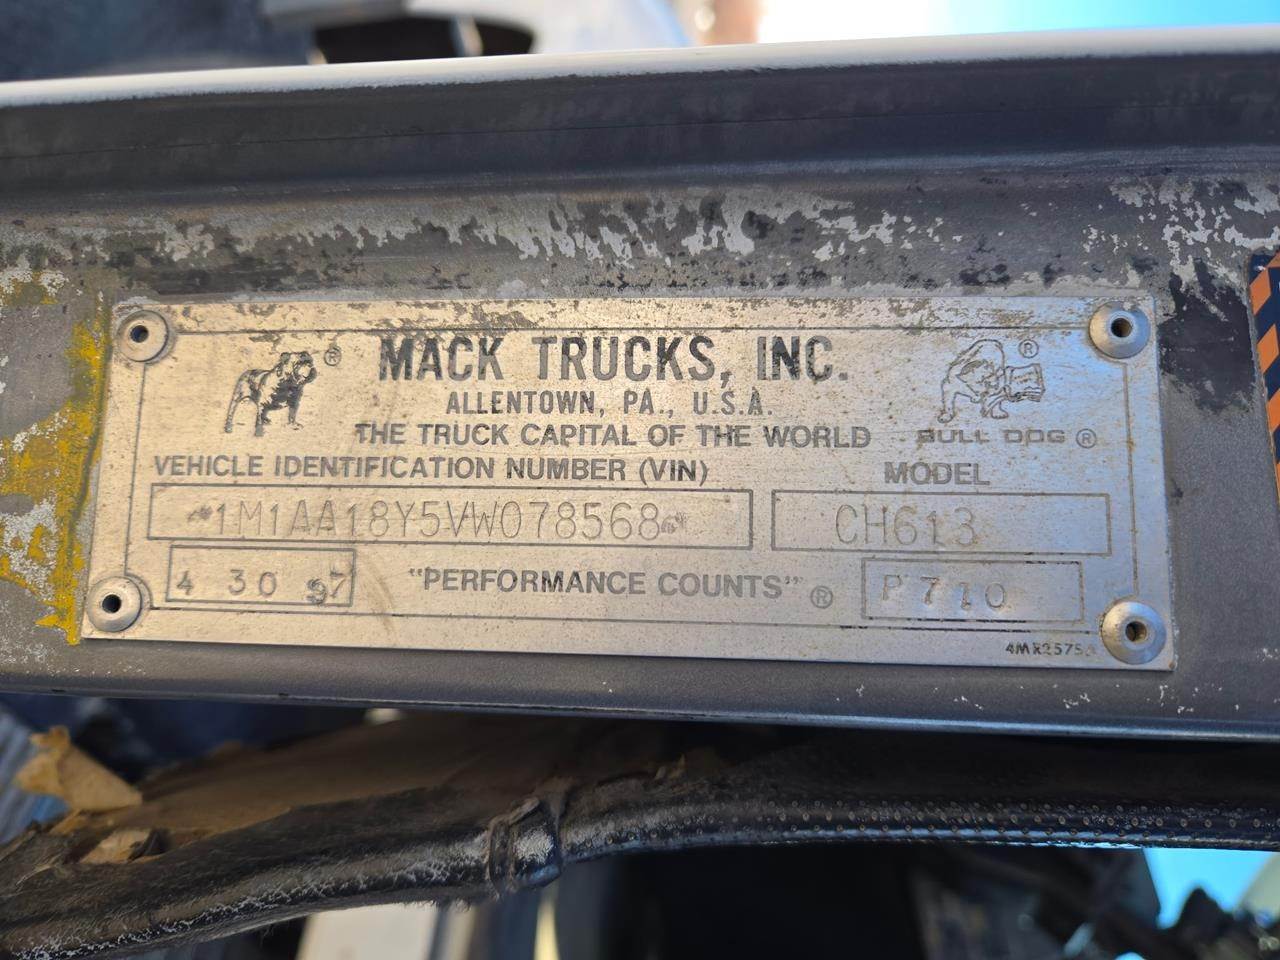 MACK TRUCKS, INC.
ALLENTOWN, PA., U.S.A.
THE TRUCK CAPITAL OF THE WORLD
BULL DOG ®
VEHICLE IDENTIFICATION NUMBER (VIN)
MODEL
1M1AA18Y5VW078568
CH613
4 30 97
"PERFORMANCE COUNTS" ®
P710